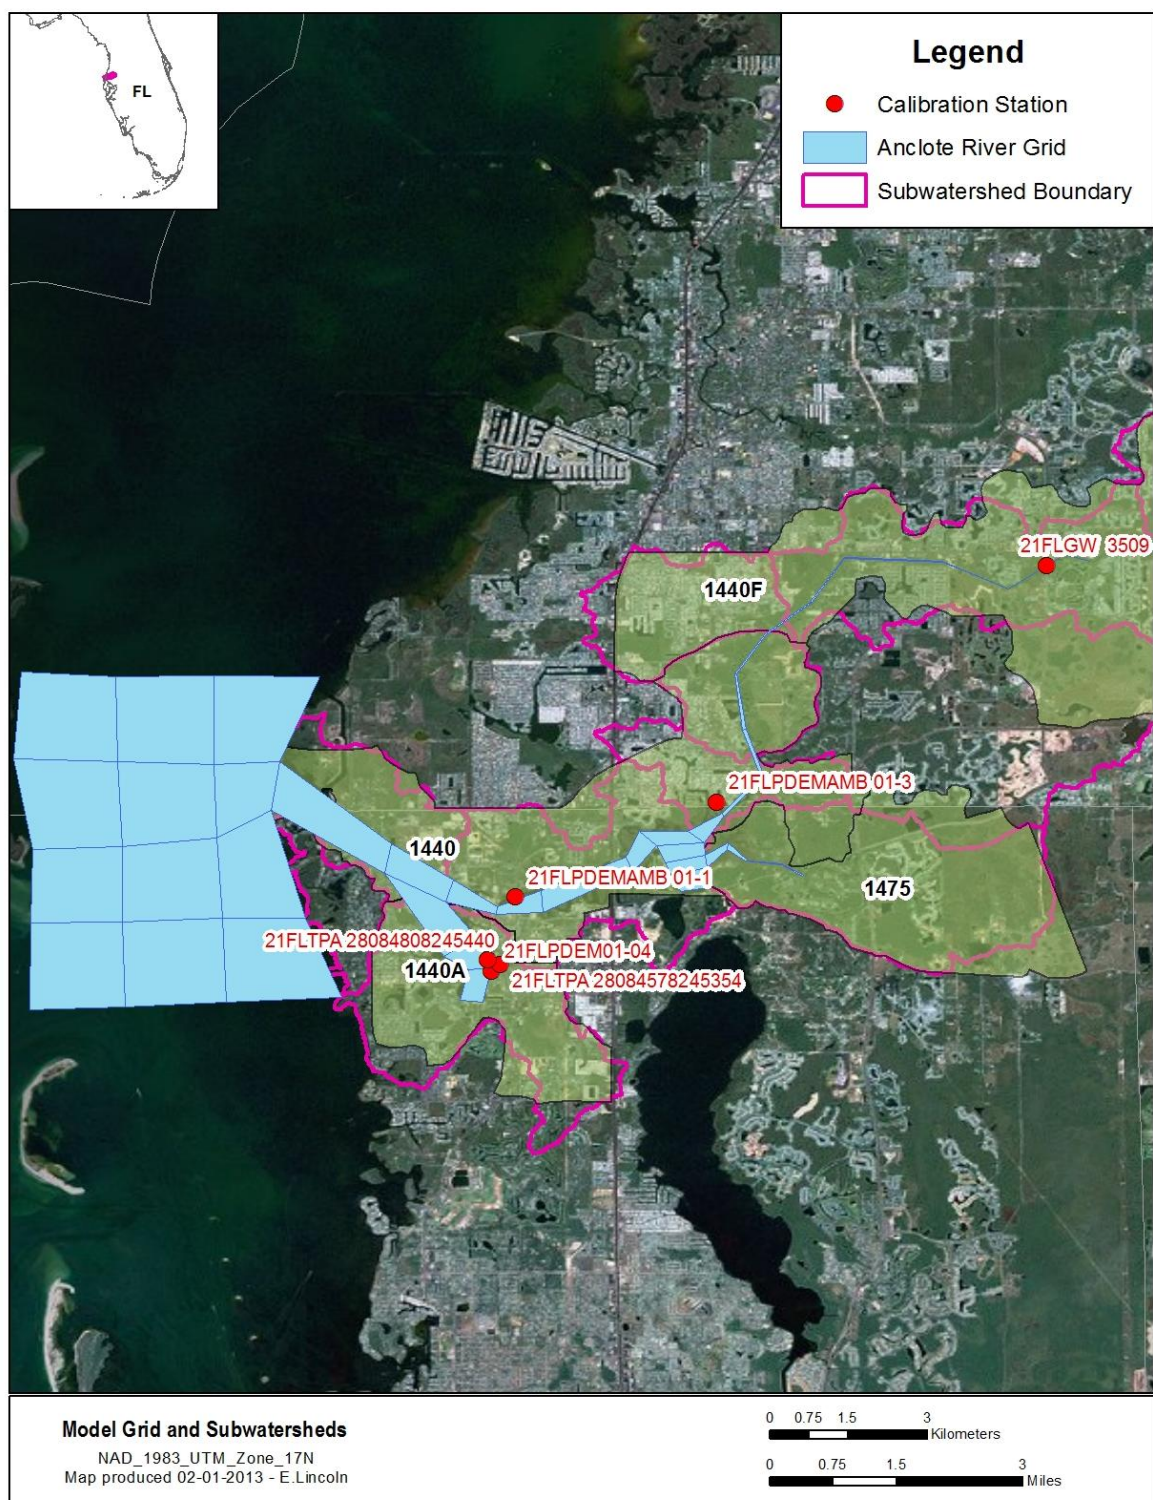 FL
Legend
Calibration Station
Anclote River Grid
Subwatershed Boundary
21FLGW 3509
1440F
21FLPDEMAMB 01-3
1440
21FLPDEMAMB 01-1
1475
21FLTPA 28084808245440
21FLPDEM01-04
1440A
21FLTPA 28084578245354
Model Grid and Subwatersheds
NAD_1983_UTM_Zone_17N
Map produced 02-01-2013 - E.Lincoln
0 0.75 1.5 3
Kilometers
0 0.75 1.5 3
Miles